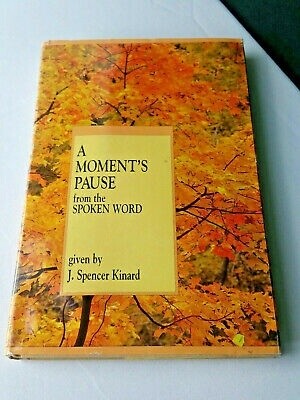 A
MOMENT'S
PAUSE
from the
SPOKEN WORD
given by
J. Spencer Kinard